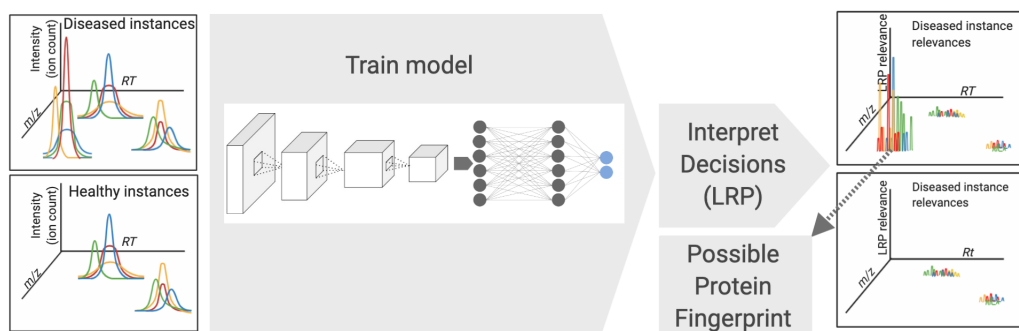 Diseased instances
Intensity
(ion count)
RT
m/z
Healthy instances
Intensity
(ion count)
RT
m/z
Train model
Interpret
Decisions
(LRP)
Possible
Protein
Fingerprint
Diseased instance
relevances
RP relevance
RT
m/z
Diseased instance
relevances
LRP relevance
Rt
m/z